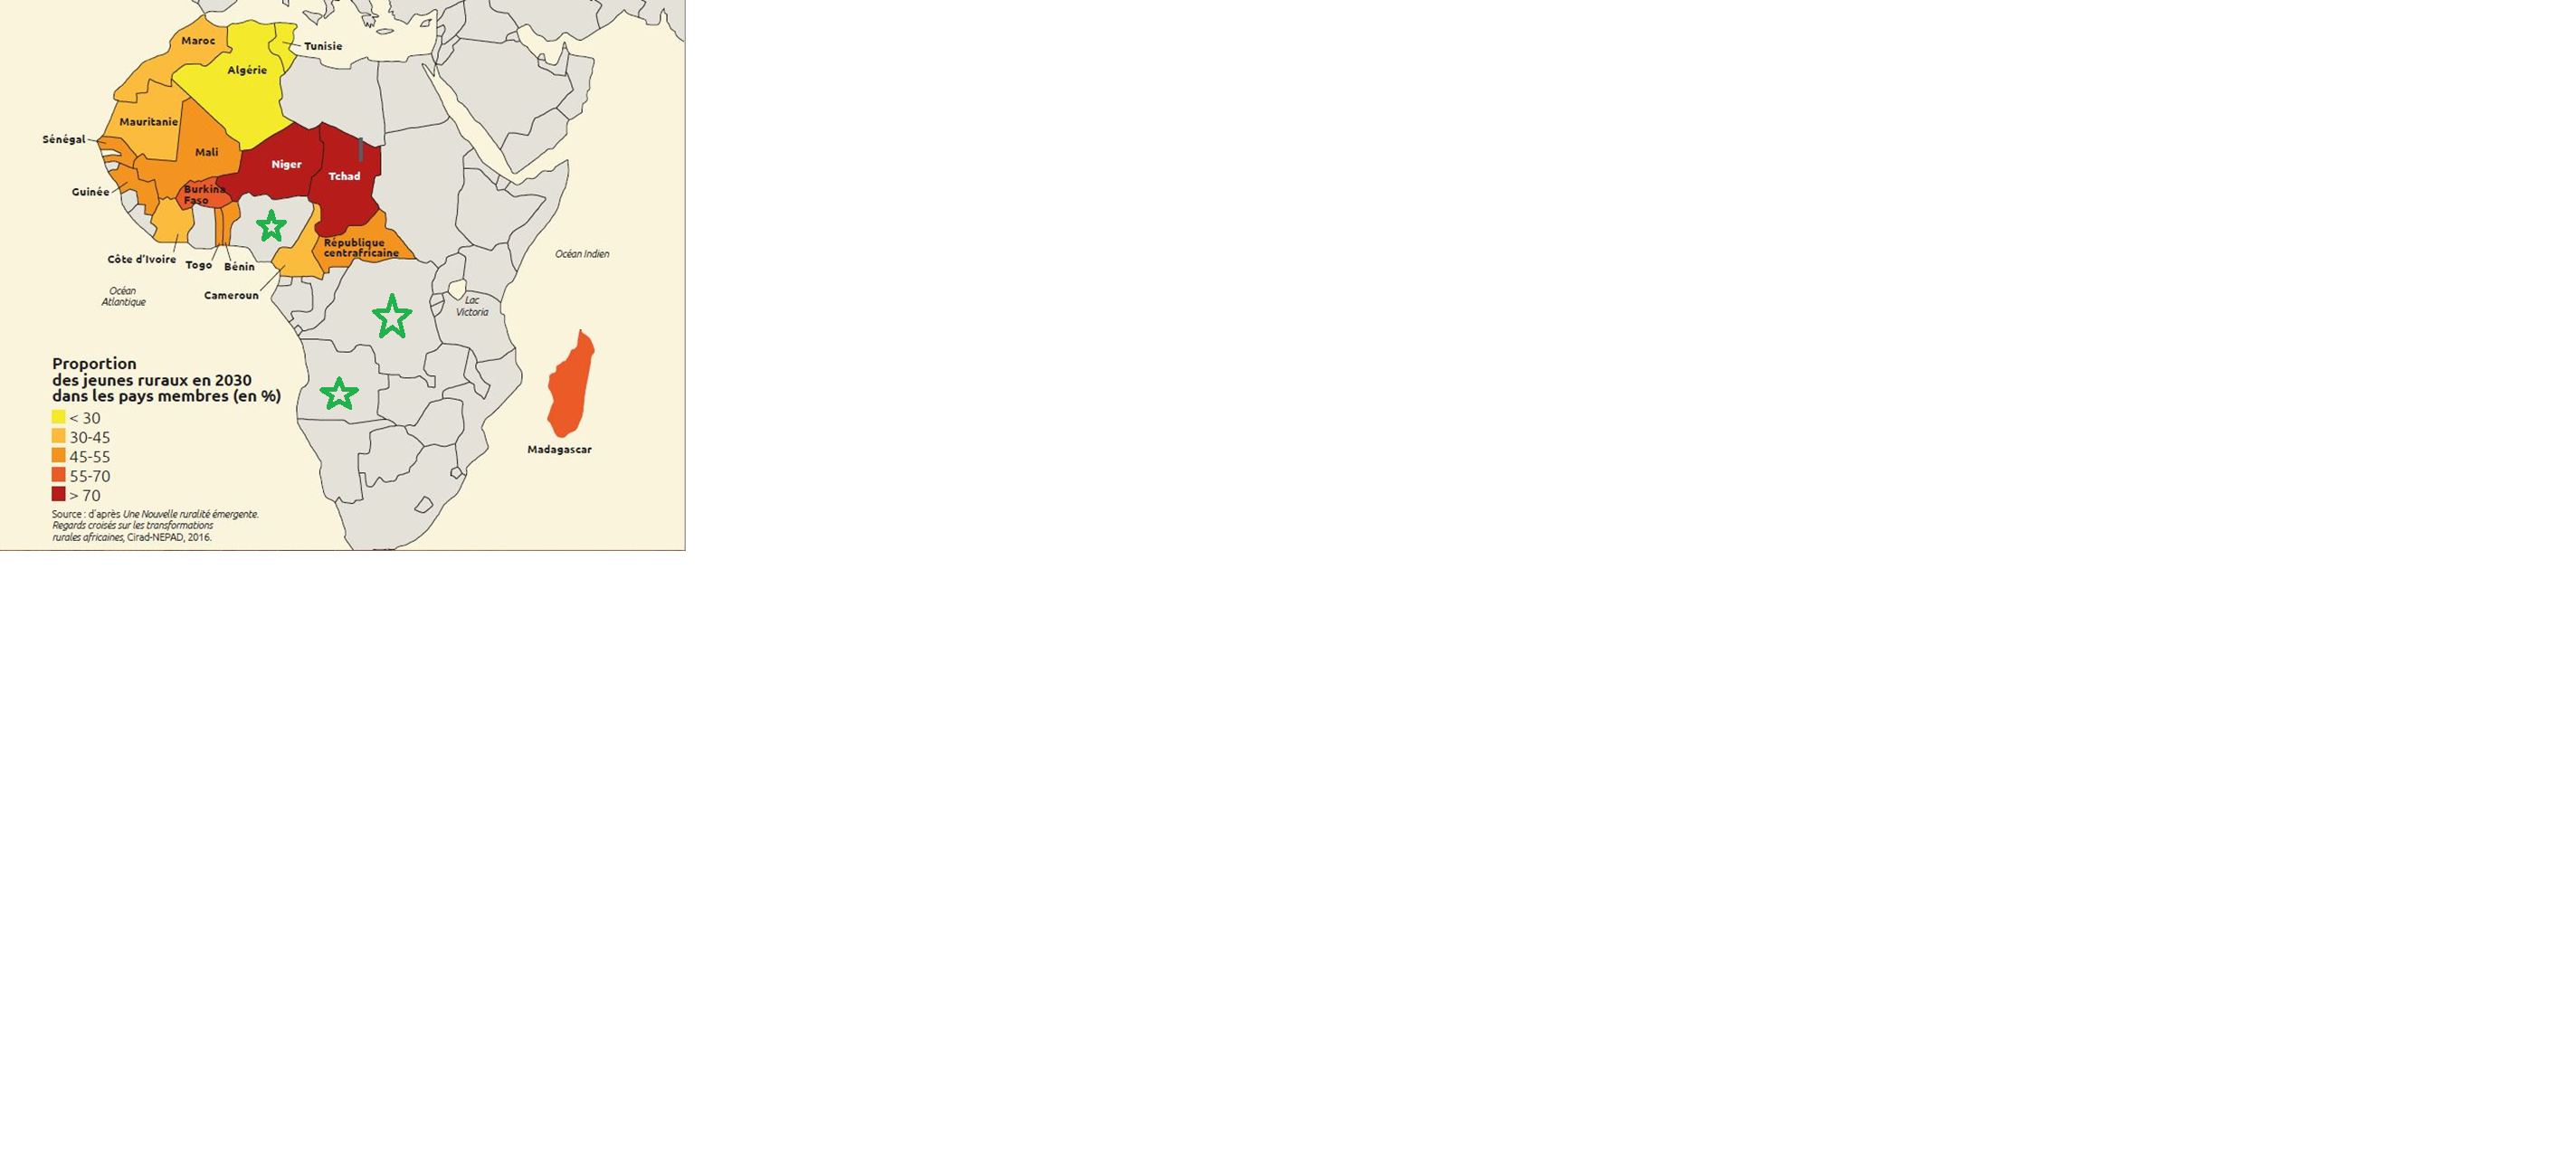 Maroc
Tunisie
Algérie
Mauritanie
Sénégal
Mali
Niger
Tchad
Guinée
Burkina
Faso
République
centrafricaine
Côte d'Ivoire
Togo
Bénin
Cameroun
Océan Indien
Océan
Atlantique
Lac
Victoria
Madagascar
Proportion
des jeunes ruraux en 2030
dans les pays membres (en %)
< 30
30-45
45-55
55-70
> 70
Source : d'après Une Nouvelle ruralité émergente.
Regards croisés sur les transformations
rurales africaines, Cirad-NEPAD, 2016.